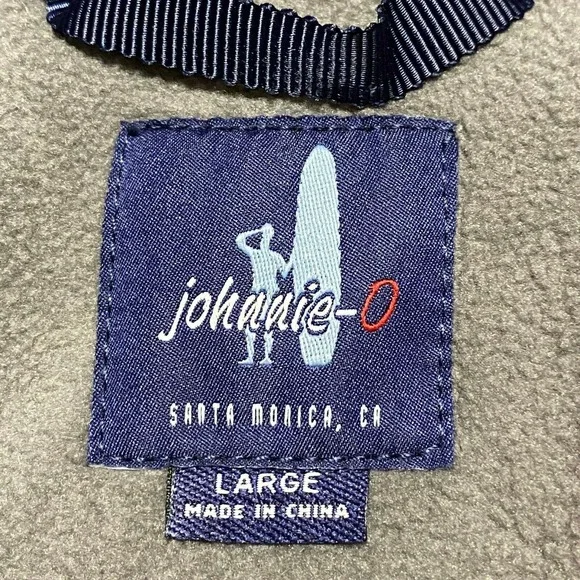 johnnie-O
SANTA MONICA, CA
LARGE
MADE IN CHINA